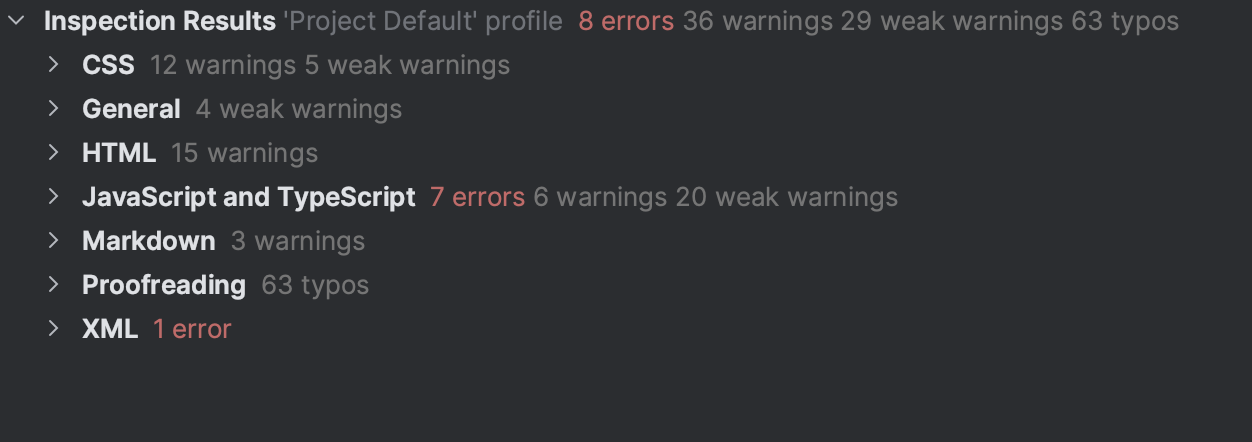 Inspection Results 'Project Default' profile 8 errors 36 warnings 29 weak warnings 63 typos
CSS 12 warnings 5 weak warnings
General 4 weak warnings
HTML 15 warnings
JavaScript and TypeScript 7 errors 6 warnings 20 weak warnings
Markdown 3 warnings
Proofreading 63 typos
XML 1 error